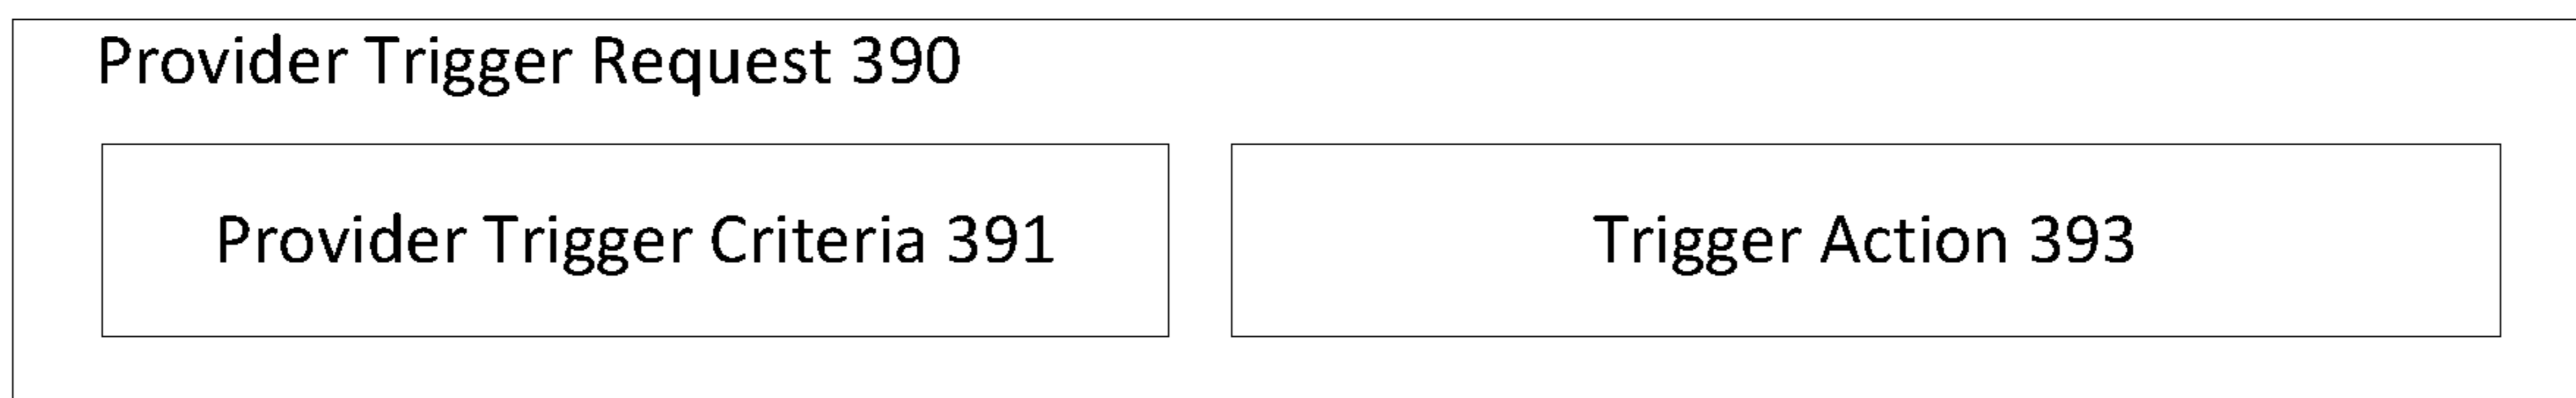 Provider Trigger Request 390
Provider Trigger Criteria 391
Trigger Action 393